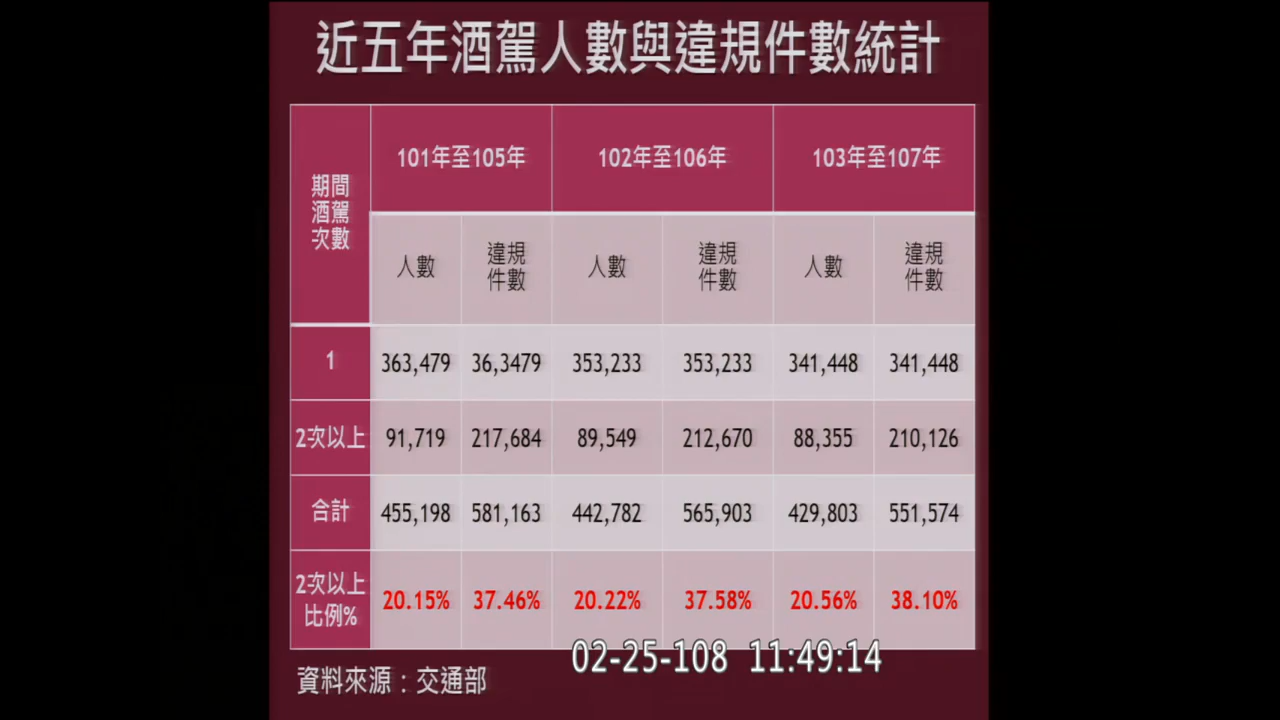 近五年酒駕人數與違規件數統計
期間
酒駕
次數
101年至105年 102年至106年 103年至107年
人數 違規件數 人數 違規件數 人數 違規件數
1 363,479 36,3479 353,233 353,233 341,448 341,448
2次以上 91,719 217,684 89,549 212,670 88,355 210,126
合計 455,198 581,163 442,782 565,903 429,803 551,574
2次以上比例% 20.15% 37.46% 20.22% 37.58% 20.56% 38.10%
資料來源：交通部
02-25-108 11:49:14